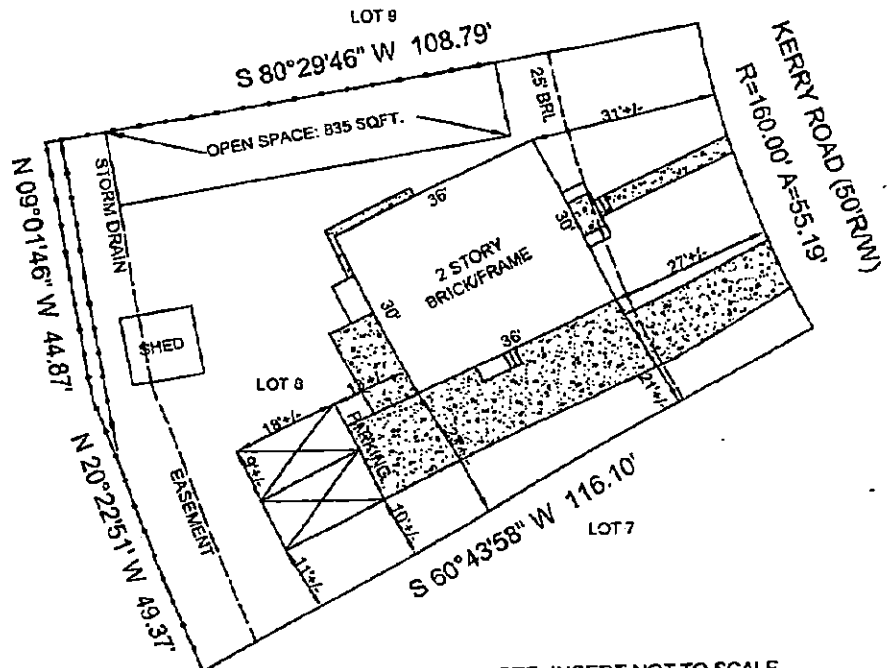 LOT 9
S 80°29'46" W 108.79'
KERRY ROAD (50'R/W)
R=160.00' A=55.19'
25' BRL
31'+/-
OPEN SPACE: 835 SQFT.
N 09°01'46" W 44.87'
STORM DRAIN
36'
30'
2 STORY
BRICK/FRAME
27'+/-
30'
36'
SHED
LOT 8
18'+/-
PARKING
21'+/-
9'+/-
N 20°22'51" W 49.37'
EASEMENT
10'+/-
11'+/-
S 60°43'58" W 116.10'
LOT 7
INSERT NOT TO SCALE